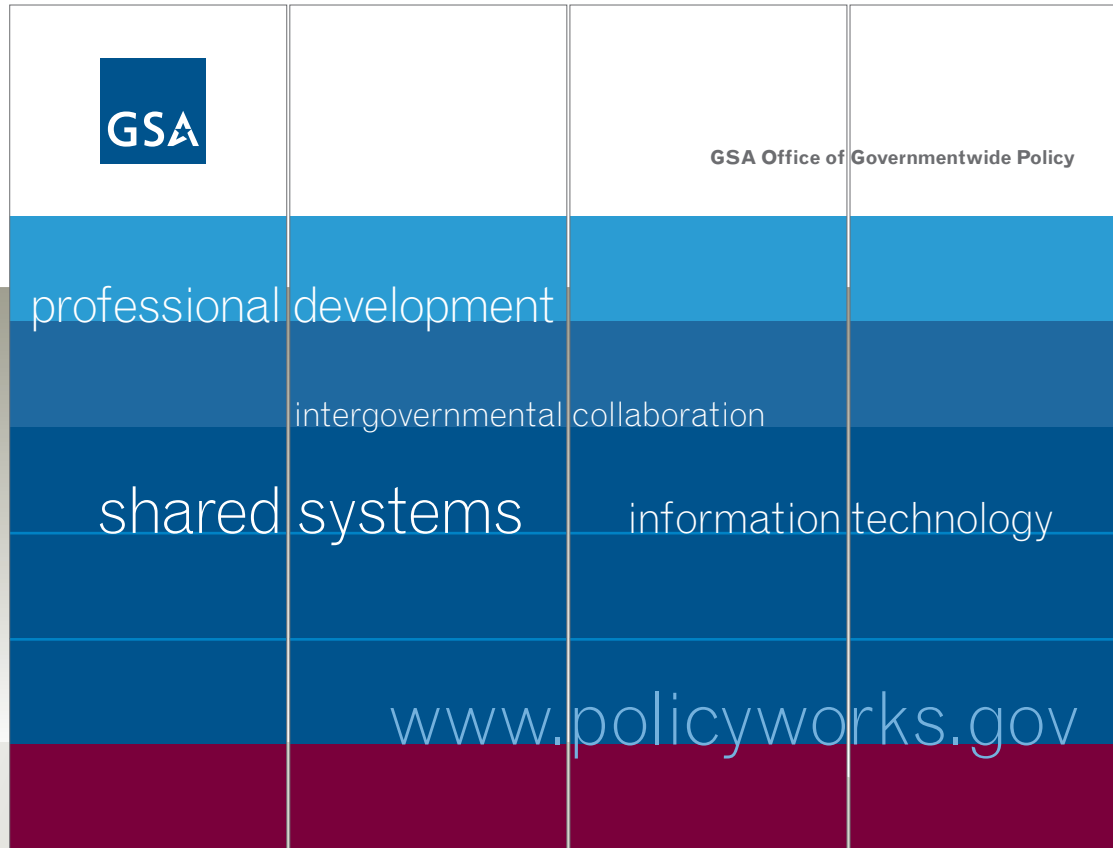 GSA
GSA Office of Governmentwide Policy
professional development
intergovernmental collaboration
shared systems
information technology
www.policyworks.gov